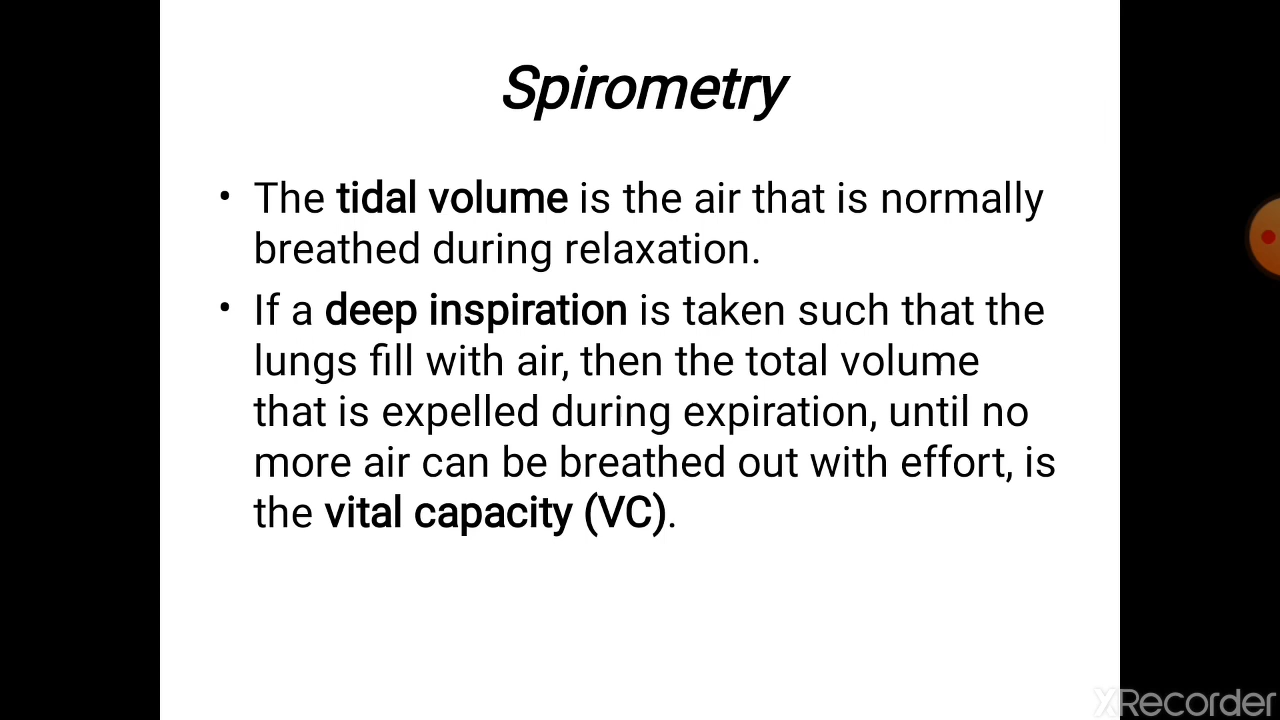 Spirometry
• The tidal volume is the air that is normally
breathed during relaxation.
• If a deep inspiration is taken such that the
lungs fill with air, then the total volume
that is expelled during expiration, until no
more air can be breathed out with effort, is
the vital capacity (VC).
XRecorder